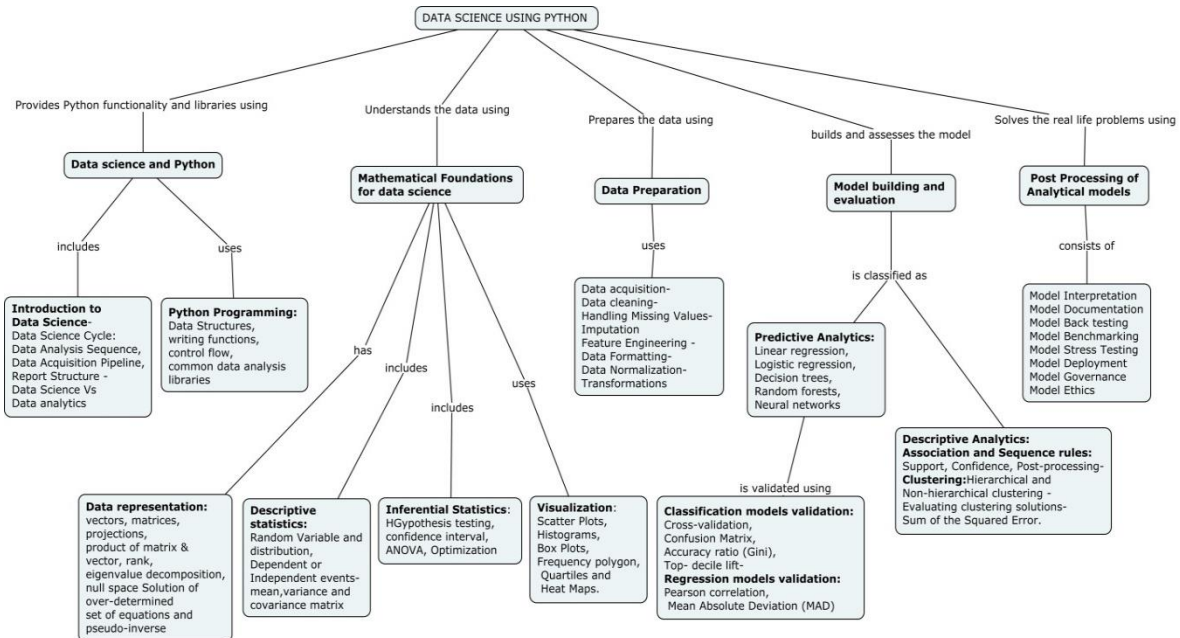 DATA SCIENCE USING PYTHON
Provides Python functionality and libraries using
Understands the data using
Prepares the data using
builds and assesses the model
Solves the real life problems using
Data science and Python
Mathematical Foundations
for data science
Data Preparation
Model building and
evaluation
Post Processing of
Analytical models
includes
uses
uses
is classified as
consists of
Introduction to
Data Science-
Data Science Cycle:
Data Analysis Sequence,
Data Acquisition Pipeline,
Report Structure -
Data Science Vs
Data analytics
Python Programming:
Data Structures,
writing functions,
control flow,
common data analysis
libraries
has
includes
includes
uses
Data acquisition-
Data cleaning-
Handling Missing Values-
Imputation
Feature Engineering -
Data Formatting-
Data Normalization-
Transformations
Predictive Analytics:
Linear regression,
Logistic regression,
Decision trees,
Random forests,
Neural networks
Model Interpretation
Model Documentation
Model Back testing
Model Benchmarking
Model Stress Testing
Model Deployment
Model Governance
Model Ethics
Descriptive Analytics:
Association and Sequence rules:
Support, Confidence, Post-processing-
Clustering:Hierarchical and
Non-hierarchical clustering -
Evaluating clustering solutions-
Sum of the Squared Error.
is validated using
Data representation:
vectors, matrices,
projections,
product of matrix &
vector, rank,
eigenvalue decomposition,
null space Solution of
over-determined
set of equations and
pseudo-inverse
Descriptive
statistics:
Random Variable and
distribution,
Dependent or
Independent events-
mean,variance and
covariance matrix
Inferential Statistics:
HGypothesis testing,
confidence interval,
ANOVA, Optimization
Visualization:
Scatter Plots,
Histograms,
Box Plots,
Frequency polygon,
Quartiles and
Heat Maps.
Classification models validation:
Cross-validation,
Confusion Matrix,
Accuracy ratio (Gini),
Top- decile lift-
Regression models validation:
Pearson correlation,
Mean Absolute Deviation (MAD)